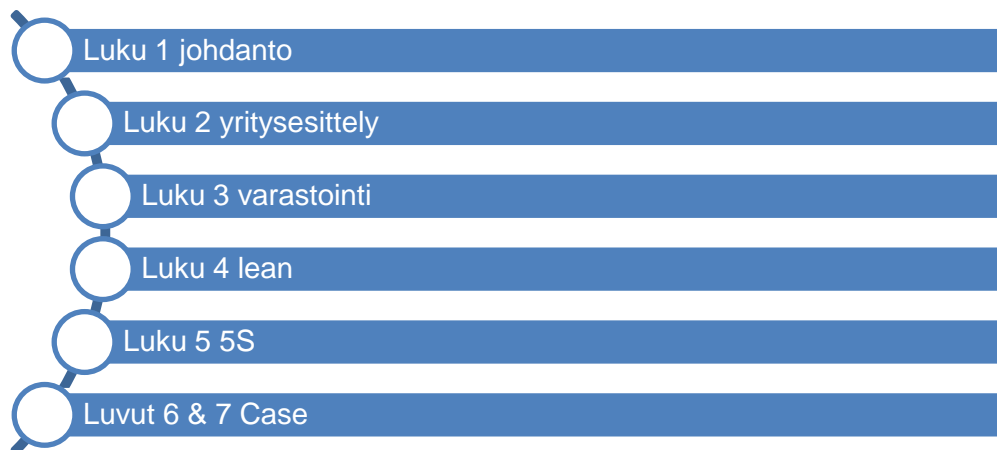 Luku 1 johdanto
Luku 2 yritysesittely
Luku 3 varastointi
Luku 4 lean
Luku 5 5S
Luvut 6 & 7 Case